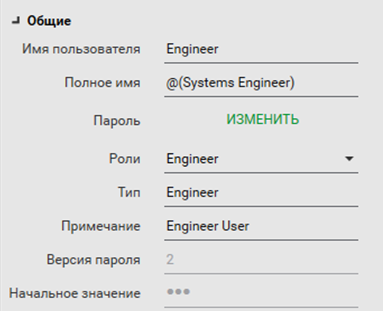 Общие
Имя пользователя Engineer
Полное имя @(Systems Engineer)
Пароль ИЗМЕНИТЬ
Роли Engineer
Тип Engineer
Примечание Engineer User
Версия пароля 2
Начальное значение •••